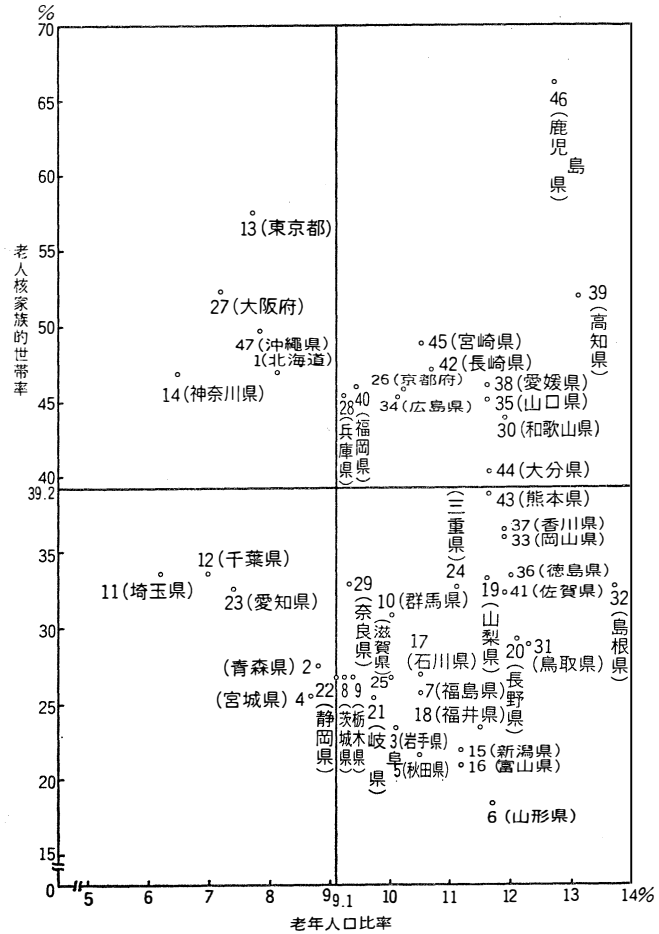 %
70
65
60
55
50
45
40
39.2
35
30
25
20
15
0
老人核家族的世帯率
46(鹿児島県)
13(東京都)
39(高知県)
27(大阪府)
47(沖縄県)
1(北海道)
45(宮崎県)
42(長崎県)
14(神奈川県)
26(京都府)
38(愛媛県)
34(広島県)
35(山口県)
28(兵庫県)
40(福岡県)
30(和歌山県)
44(大分県)
43(熊本県)
(三重県)24
37(香川県)
33(岡山県)
12(千葉県)
11(埼玉県)
23(愛知県)
29(奈良県)
10(群馬県)
36(徳島県)
19(山梨県)
41(佐賀県)
32(島根県)
(滋賀県)25
17(石川県)
20(長野県)
31(鳥取県)
(青森県)2
(宮城県)4
22(静岡県)
8(茨城県)
9(栃木県)
7(福島県)
21(岐阜県)
18(福井県)
3(岩手県)
5(秋田県)
15(新潟県)
16(富山県)
6(山形県)
5 6 7 8 9 9.1 10 11 12 13 14%
老年人口比率